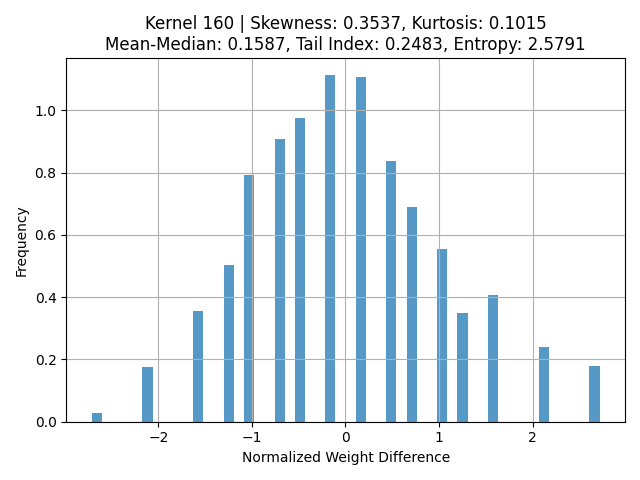 Kernel 160 | Skewness: 0.3537, Kurtosis: 0.1015
Mean-Median: 0.1587, Tail Index: 0.2483, Entropy: 2.5791
1.0
0.8
0.6
0.4
0.2
0.0
Frequency
−2
−1
0
1
2
Normalized Weight Difference